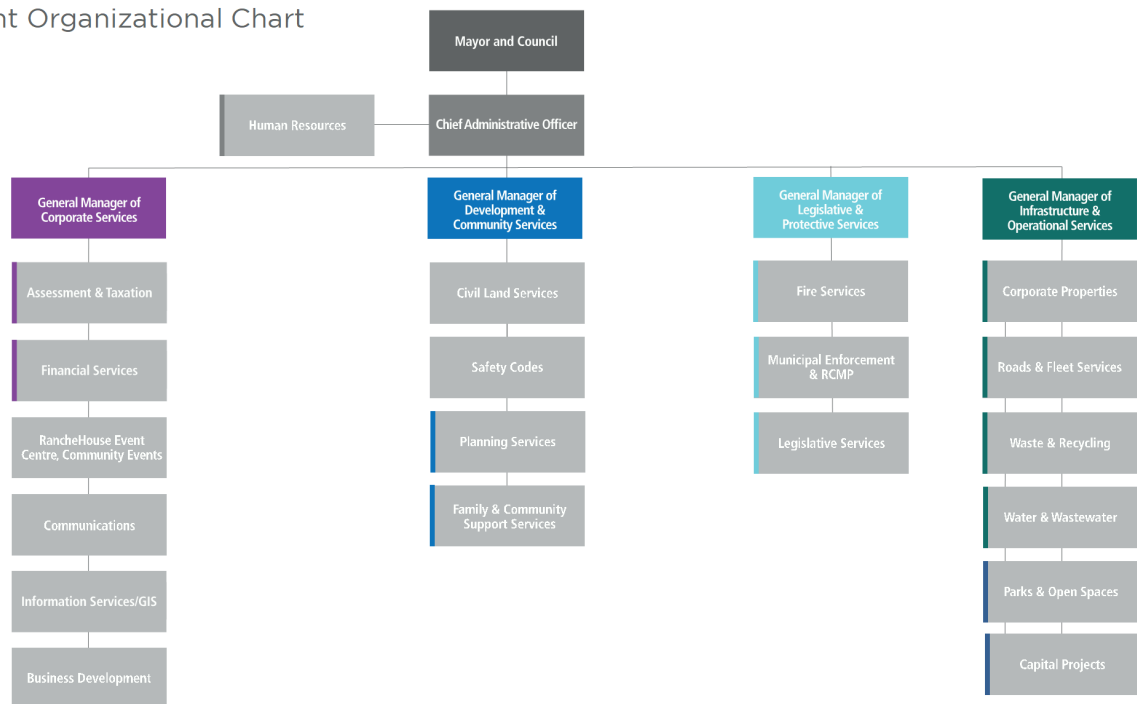 nt Organizational Chart
Mayor and Council
Human Resources
Chief Administrative Officer
General Manager of
Corporate Services
Assessment & Taxation
Financial Services
RancheHouse Event
Centre, Community Events
Communications
Information Services/GIS
Business Development
General Manager of
Development &
Community Services
Civil Land Services
Safety Codes
Planning Services
Family & Community
Support Services
General Manager of
Legislative &
Protective Services
Fire Services
Municipal Enforcement
& RCMP
Legislative Services
General Manager of
Infrastructure &
Operational Services
Corporate Properties
Roads & Fleet Services
Waste & Recycling
Water & Wastewater
Parks & Open Spaces
Capital Projects